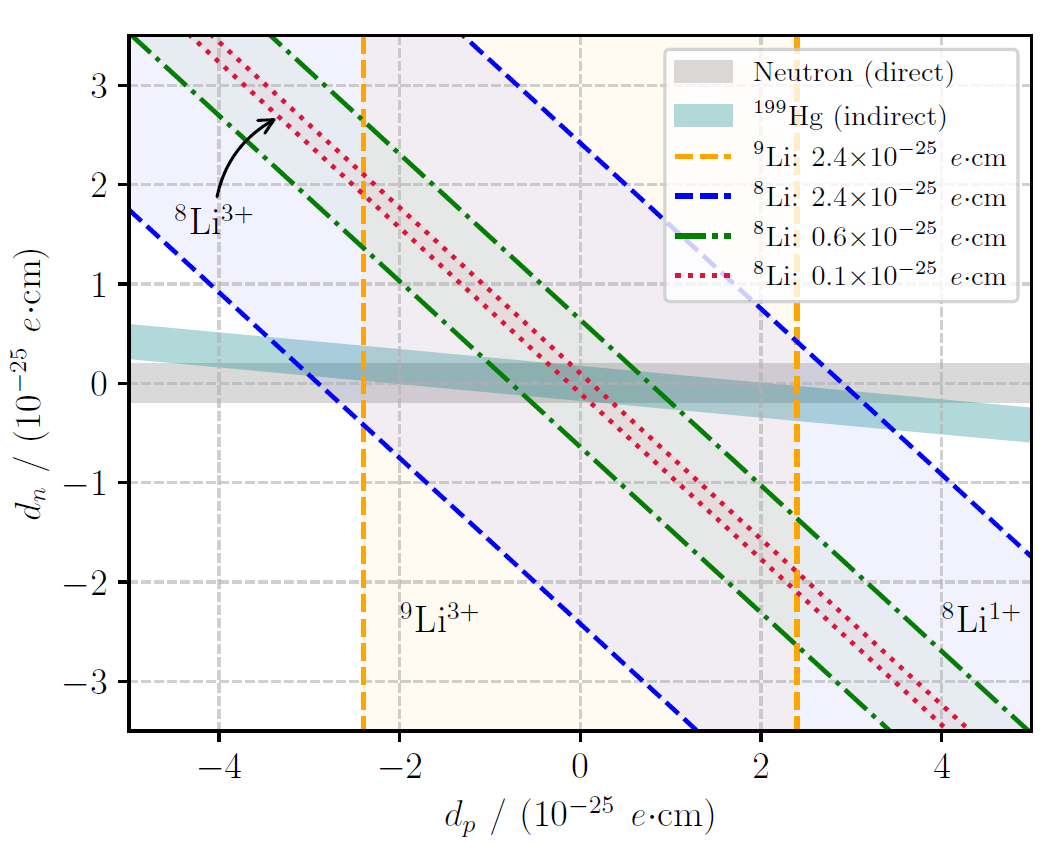 Neutron (direct)
¹⁹⁹Hg (indirect)
⁹Li: 2.4×10⁻²⁵ e·cm
⁸Li: 2.4×10⁻²⁵ e·cm
⁸Li: 0.6×10⁻²⁵ e·cm
⁸Li: 0.1×10⁻²⁵ e·cm
⁸Li³⁺
⁹Li³⁺
⁸Li¹⁺
3
2
1
0
−1
−2
−3
dₙ / (10⁻²⁵ e·cm)
−4 −2 0 2 4
dₚ / (10⁻²⁵ e·cm)